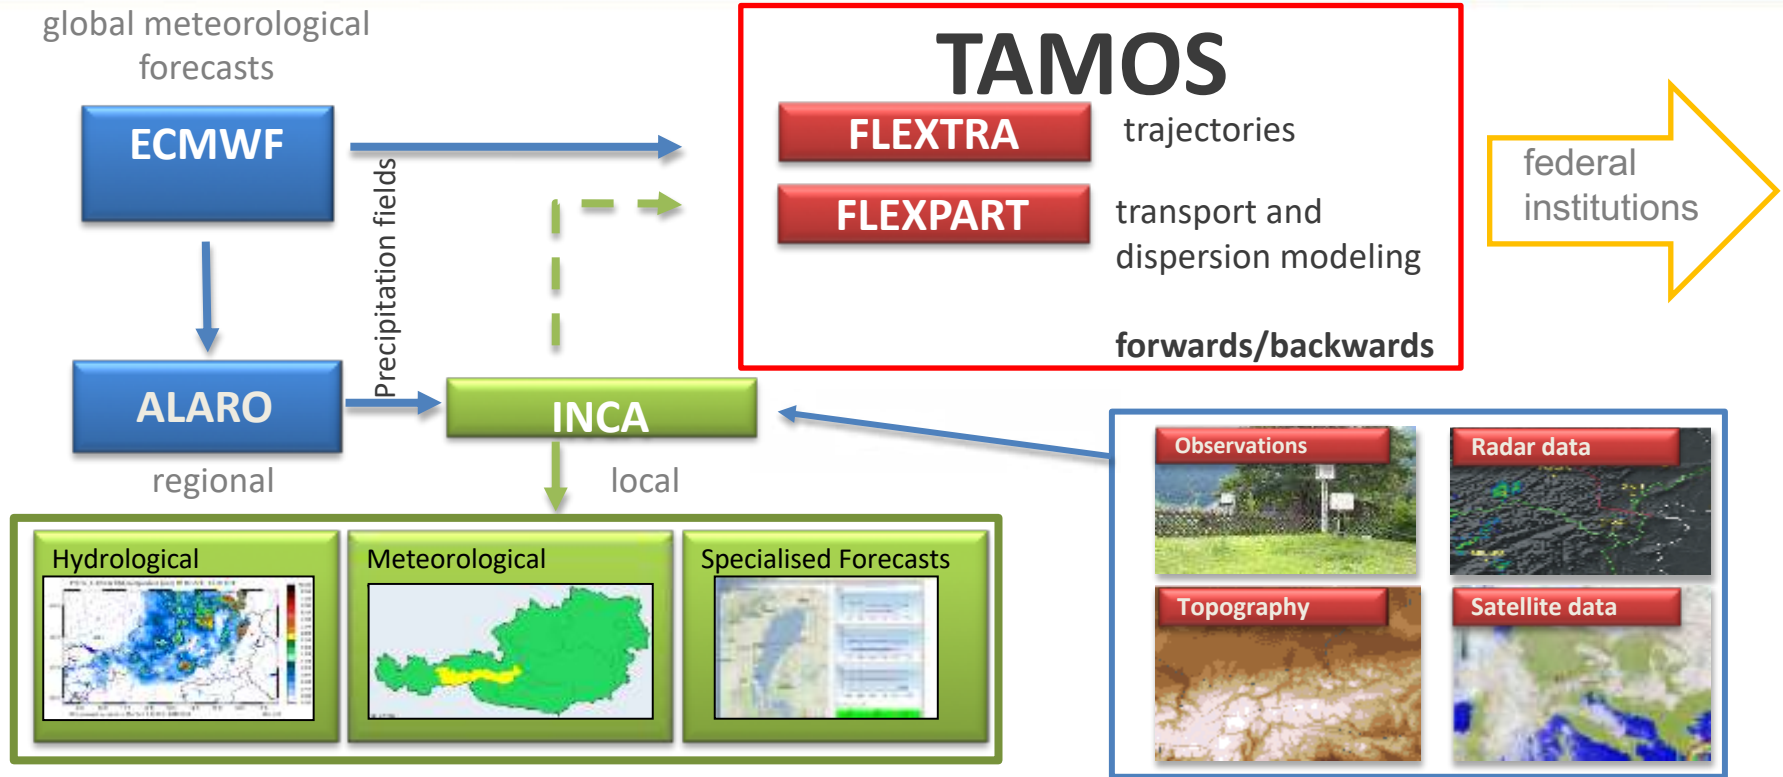 global meteorological
forecasts
ECMWF
Precipitation fields
ALARO
regional
INCA
local
TAMOS
FLEXTRA
trajectories
FLEXPART
transport and
dispersion modeling
forwards/backwards
federal
institutions
Hydrological
Meteorological
Specialised Forecasts
Observations
Radar data
Topography
Satellite data